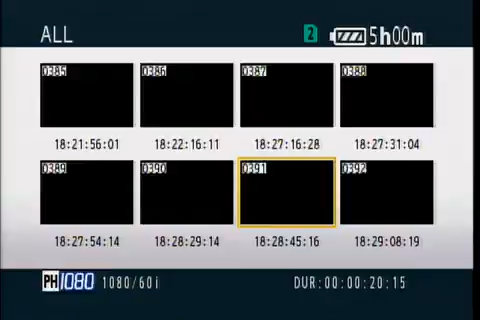 ALL 2 5h00m
0385 0386 0387 0388
18:21:56:01 18:22:16:11 18:27:16:28 18:27:31:04
0389 0390 0391 0392
18:27:54:14 18:28:29:14 18:28:45:16 18:29:08:19
PH 1080 1080/60i DUR:00:00:20:15